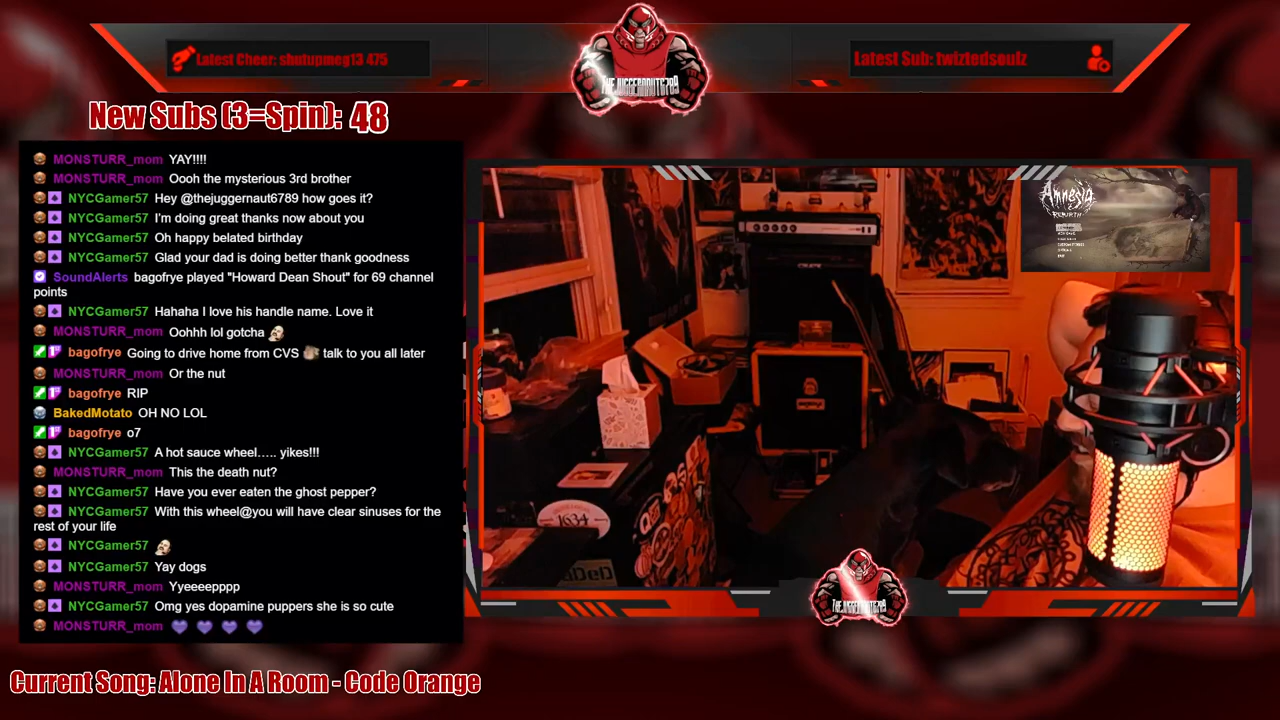 Latest Cheer: shutupmeg13 475
THEJUGGERNAUT6789
Latest Sub: twiztedsoulz
New Subs (3=Spin): 48
MONSTURR_mom YAY!!!!
MONSTURR_mom Oooh the mysterious 3rd brother
NYCGamer57 Hey @thejuggernaut6789 how goes it?
NYCGamer57 I'm doing great thanks now about you
NYCGamer57 Oh happy belated birthday
NYCGamer57 Glad your dad is doing better thank goodness
SoundAlerts bagofrye played "Howard Dean Shout" for 69 channel
points
NYCGamer57 Hahaha I love his handle name. Love it
MONSTURR_mom Oohhh lol gotcha
bagofrye Going to drive home from CVS talk to you all later
MONSTURR_mom Or the nut
bagofrye RIP
BakedMotato OH NO LOL
bagofrye o7
NYCGamer57 A hot sauce wheel….. yikes!!!
MONSTURR_mom This the death nut?
NYCGamer57 Have you ever eaten the ghost pepper?
NYCGamer57 With this wheel@you will have clear sinuses for the
rest of your life
NYCGamer57
NYCGamer57 Yay dogs
MONSTURR_mom Yyeeeepppp
NYCGamer57 Omg yes dopamine puppers she is so cute
MONSTURR_mom
Amnesia
REBIRTH
1634
THEJUGGERNAUT6789
Current Song: Alone In A Room - Code Orange